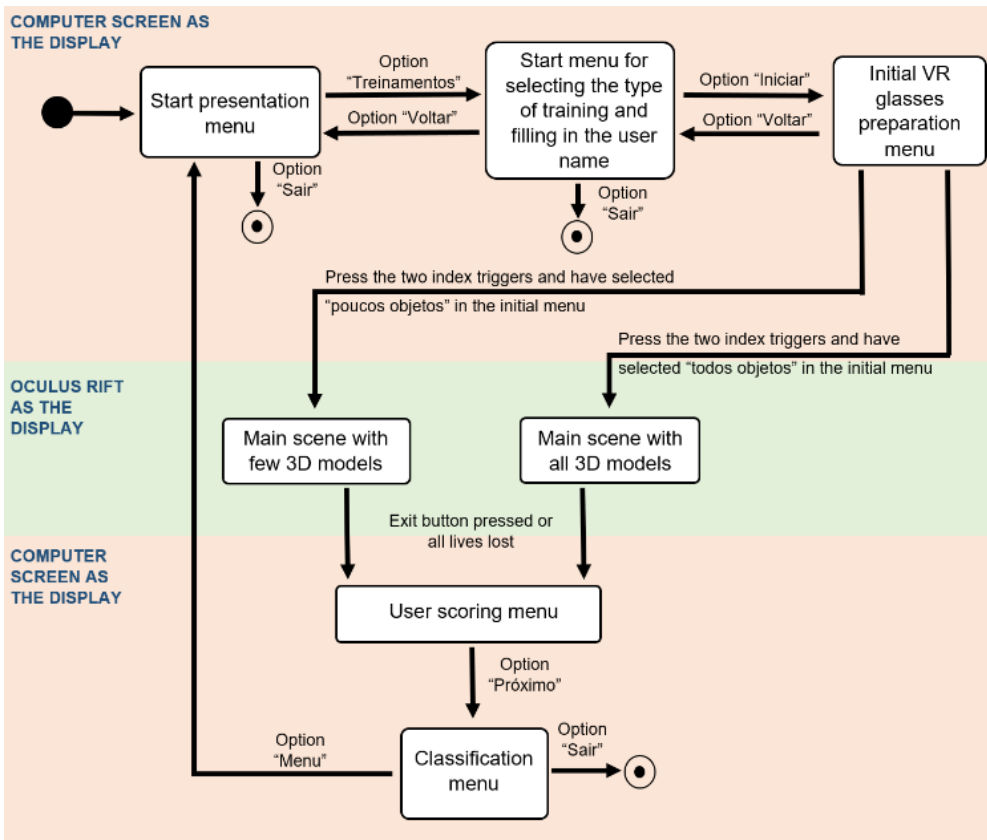 COMPUTER SCREEN AS
THE DISPLAY
Start presentation
menu
Option
“Treinamentos”
Option “Voltar”
Start menu for
selecting the type
of training and
filling in the user
name
Option “Iniciar”
Option “Voltar”
Initial VR
glasses
preparation
menu
Option
“Sair”
Option
“Sair”
Press the two index triggers and have selected
“poucos objetos” in the initial menu
Press the two index triggers and have
selected “todos objetos” in the initial menu
OCULUS RIFT
AS THE
DISPLAY
Main scene with
few 3D models
Main scene with
all 3D models
Exit button pressed or
all lives lost
COMPUTER
SCREEN AS
THE DISPLAY
User scoring menu
Option
“Próximo”
Option
“Menu”
Classification
menu
Option
“Sair”